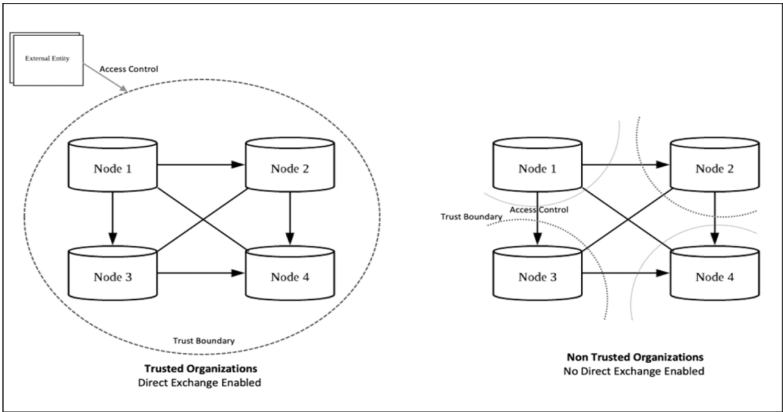 External Entity
Access Control
Node 1
Node 2
Node 3
Node 4
Trust Boundary
Trusted Organizations
Direct Exchange Enabled
Node 1
Node 2
Access Control
Trust Boundary
Node 3
Node 4
Non Trusted Organizations
No Direct Exchange Enabled